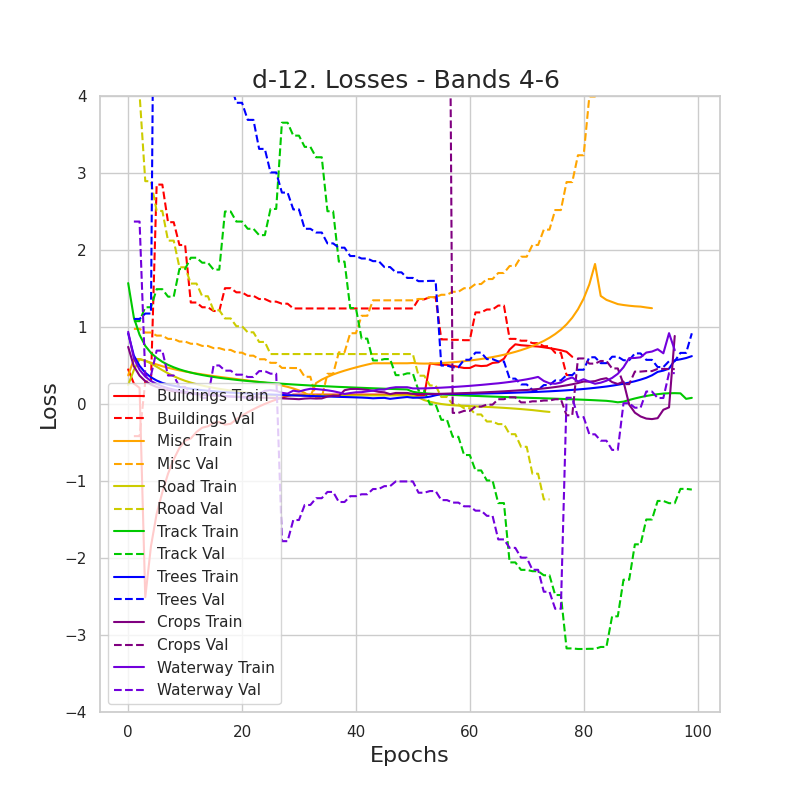 d-12. Losses - Bands 4-6
4
3
2
1
0
−1
−2
−3
−4
Loss
Buildings Train
Buildings Val
Misc Train
Misc Val
Road Train
Road Val
Track Train
Track Val
Trees Train
Trees Val
Crops Train
Crops Val
Waterway Train
Waterway Val
0 20 40 60 80 100
Epochs